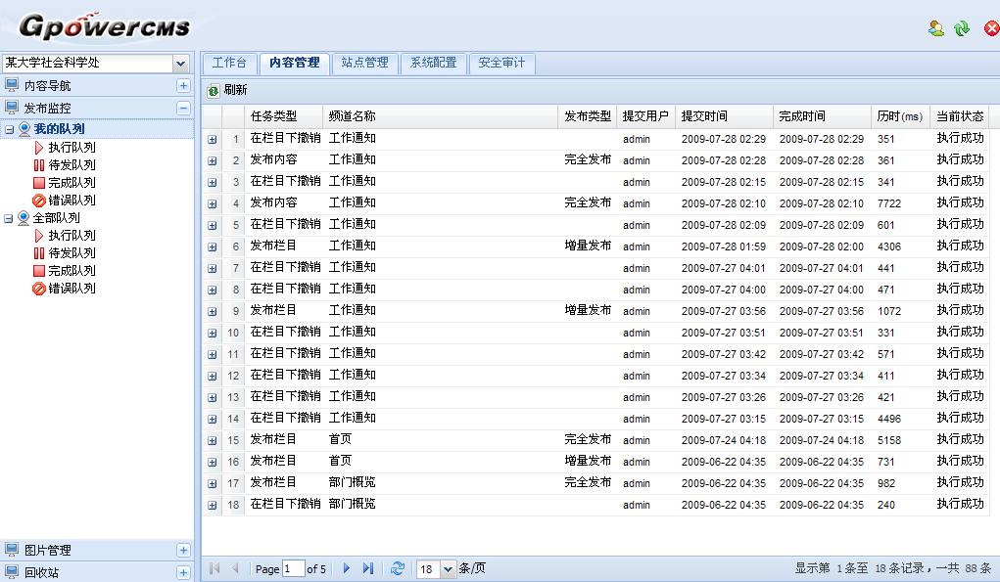 GpowerCMS
某大学社会科学处
工作台 内容管理 站点管理 系统配置 安全审计
内容导航
刷新
发布监控
我的队列
执行队列
待发队列
完成队列
错误队列
全部队列
执行队列
待发队列
完成队列
错误队列
图片管理
回收站
任务类型 频道名称 发布类型 提交用户 提交时间 完成时间 历时(ms) 当前状态
1 在栏目下撤销 工作通知 admin 2009-07-28 02:29 2009-07-28 02:29 351 执行成功
2 发布内容 工作通知 完全发布 admin 2009-07-28 02:28 2009-07-28 02:28 361 执行成功
3 在栏目下撤销 工作通知 admin 2009-07-28 02:15 2009-07-28 02:15 341 执行成功
4 发布内容 工作通知 完全发布 admin 2009-07-28 02:10 2009-07-28 02:10 7722 执行成功
5 在栏目下撤销 工作通知 admin 2009-07-28 02:09 2009-07-28 02:09 601 执行成功
6 发布栏目 工作通知 增量发布 admin 2009-07-28 01:59 2009-07-28 02:00 4306 执行成功
7 在栏目下撤销 工作通知 admin 2009-07-27 04:01 2009-07-27 04:01 441 执行成功
8 在栏目下撤销 工作通知 admin 2009-07-27 04:00 2009-07-27 04:00 471 执行成功
9 发布栏目 工作通知 增量发布 admin 2009-07-27 03:56 2009-07-27 03:56 1072 执行成功
10 在栏目下撤销 工作通知 admin 2009-07-27 03:51 2009-07-27 03:51 331 执行成功
11 在栏目下撤销 工作通知 admin 2009-07-27 03:42 2009-07-27 03:42 571 执行成功
12 在栏目下撤销 工作通知 admin 2009-07-27 03:34 2009-07-27 03:34 411 执行成功
13 在栏目下撤销 工作通知 admin 2009-07-27 03:26 2009-07-27 03:26 421 执行成功
14 在栏目下撤销 工作通知 admin 2009-07-27 03:15 2009-07-27 03:15 4496 执行成功
15 发布栏目 首页 完全发布 admin 2009-07-24 04:18 2009-07-24 04:18 5158 执行成功
16 发布栏目 首页 增量发布 admin 2009-06-22 04:35 2009-06-22 04:35 731 执行成功
17 发布栏目 部门概览 完全发布 admin 2009-06-22 04:35 2009-06-22 04:35 982 执行成功
18 在栏目下撤销 部门概览 admin 2009-06-22 04:35 2009-06-22 04:35 240 执行成功
Page 1 of 5 18 条/页 显示第 1条至 18条记录，一共 88 条